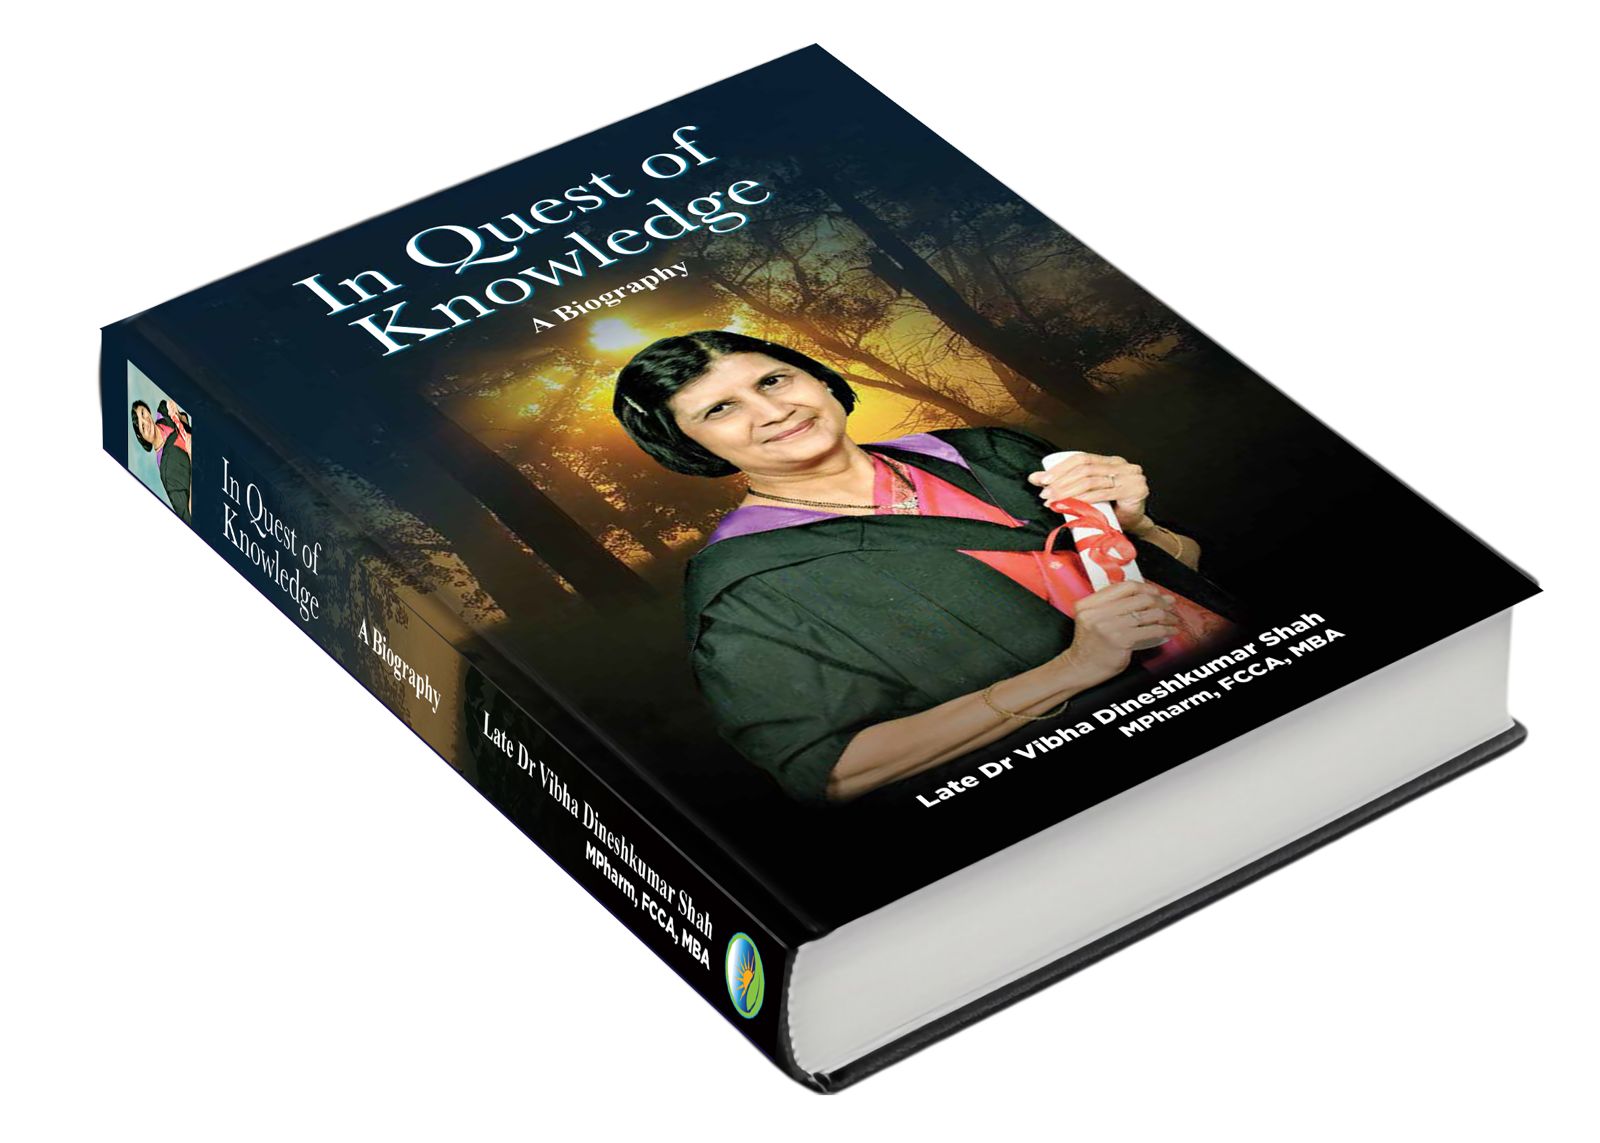 In Quest of
Knowledge
A Biography
Late Dr Vibha Dineshkumar Shah
MPharm, FCCA, MBA
In Quest of
Knowledge
A Biography
Late Dr Vibha Dineshkumar Shah
MPharm, FCCA, MBA